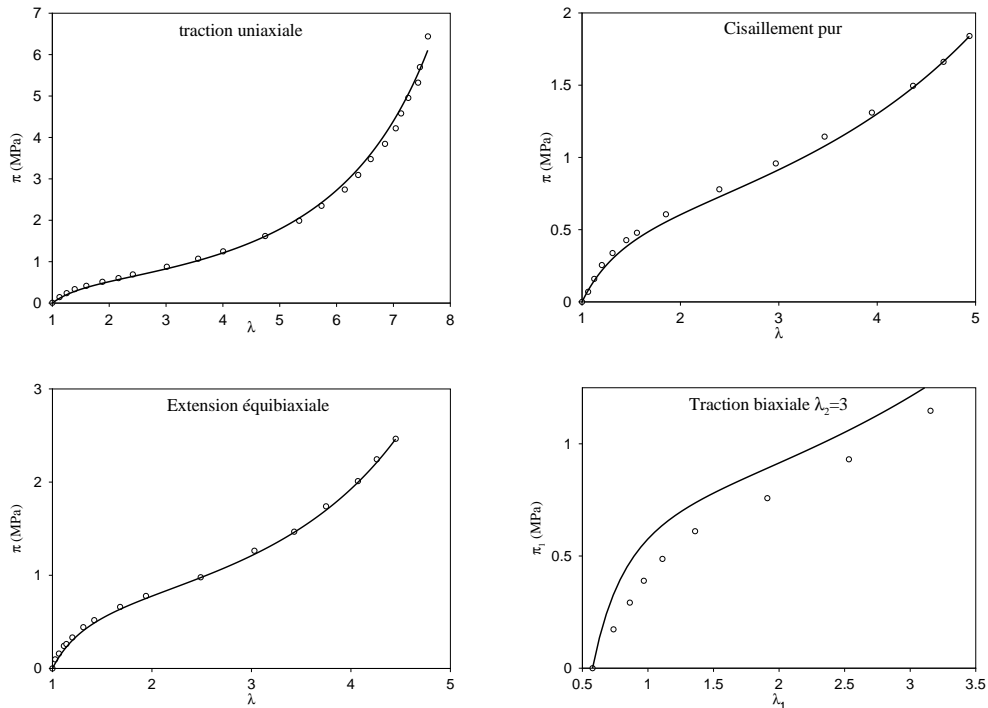 traction uniaxiale
7
6
5
4
3
2
1
0
π (MPa)
1 2 3 4 5 6 7 8
λ
Cisaillement pur
2
1.5
1
0.5
0
π (MPa)
1 2 3 4 5
λ
Extension équibiaxiale
3
2
1
0
π (MPa)
1 2 3 4 5
λ
Traction biaxiale λ₂=3
1
0.5
0
π₁ (MPa)
0.5 1 1.5 2 2.5 3 3.5
λ₁